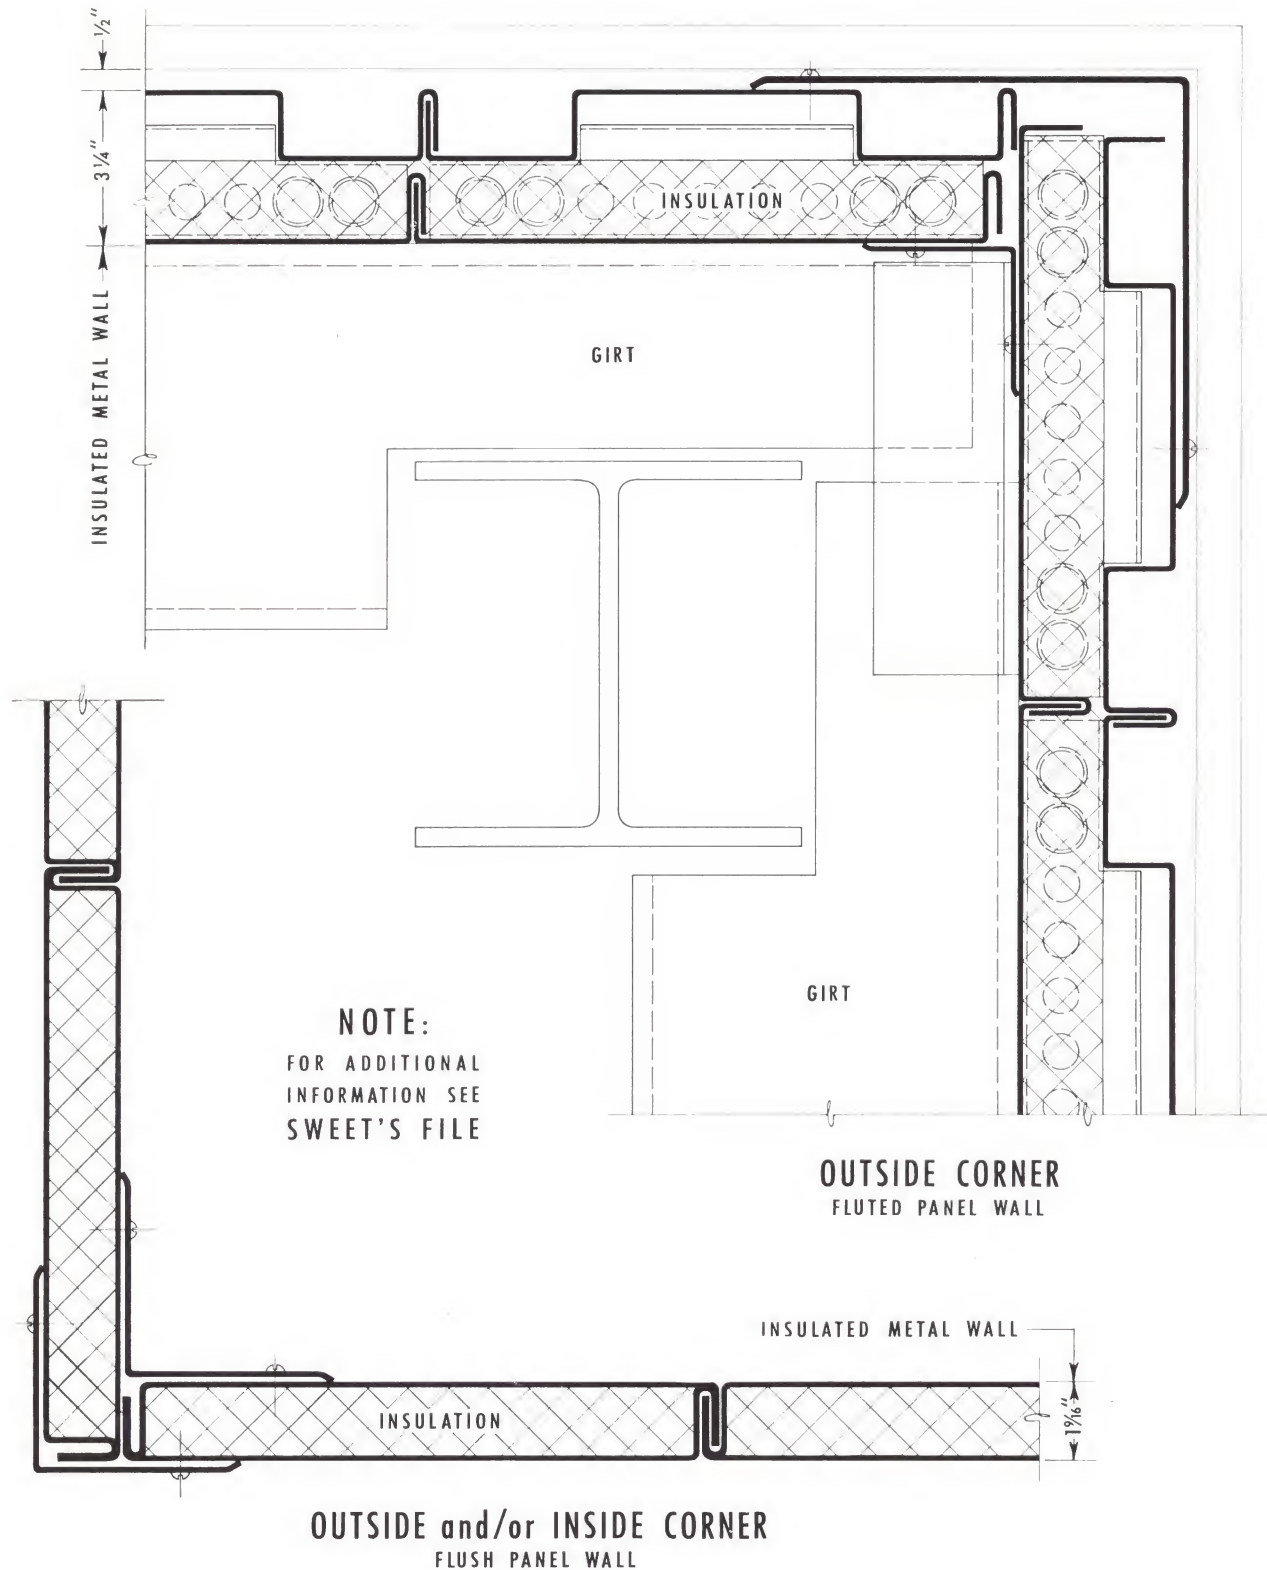 1/2"
3 1/4"
INSULATED METAL WALL
INSULATION
GIRT
GIRT
NOTE:
FOR ADDITIONAL
INFORMATION SEE
SWEET'S FILE
OUTSIDE CORNER
FLUTED PANEL WALL
INSULATED METAL WALL
INSULATION
1 9/16"
OUTSIDE and/or INSIDE CORNER
FLUSH PANEL WALL